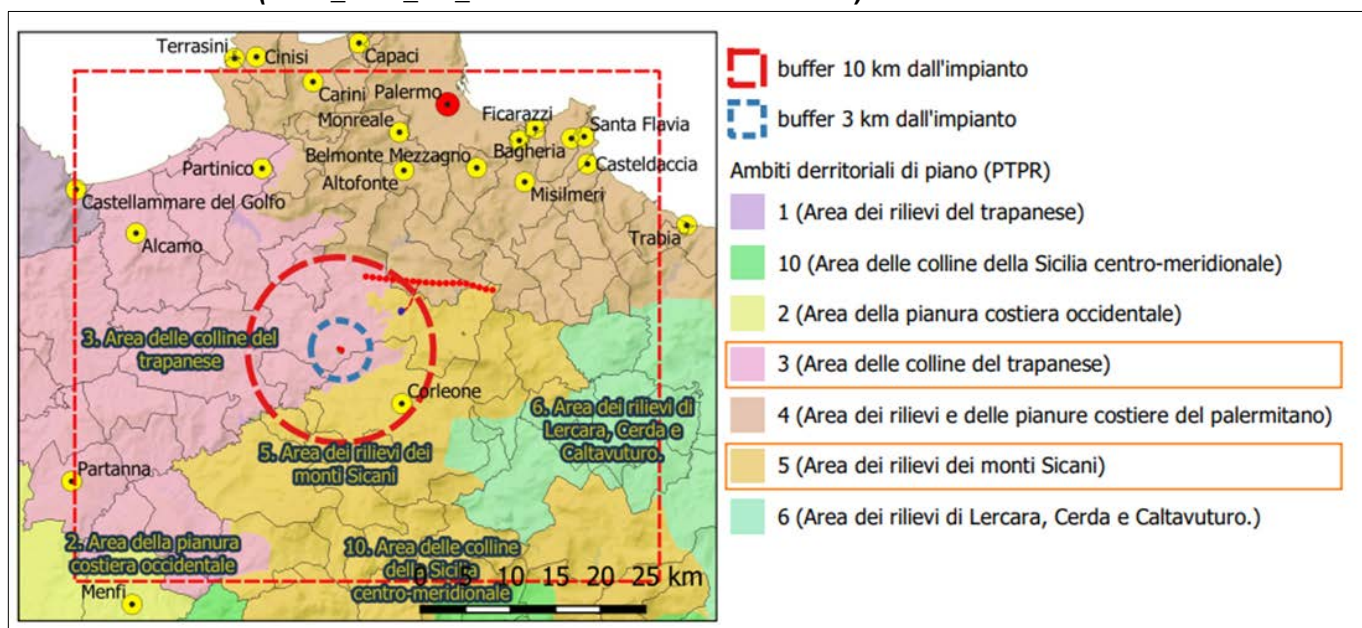 Terrasini
Cinisi
Capaci
Carini
Palermo
Monreale
Ficarazzi
Santa Flavia
Partinico
Belmonte Mezzagno
Bagheria
Casteldaccia
Altofonte
Misilmeri
Castellammare del Golfo
Alcamo
Trabia
3. Area delle colline del
trapanese
Corleone
6. Area dei rilievi di
Lercara, Cerda e
Caltavuturo.
5. Area dei rilievi dei
monti Sicani
Partanna
2. Area della pianura
costiera occidentale
10. Area delle colline
della Sicilia
centro-meridionale
Menfi
0 5 10 15 20 25 km
buffer 10 km dall'impianto
buffer 3 km dall'impianto
Ambiti derritoriali di piano (PTPR)
1 (Area dei rilievi del trapanese)
10 (Area delle colline della Sicilia centro-meridionale)
2 (Area della pianura costiera occidentale)
3 (Area delle colline del trapanese)
4 (Area dei rilievi e delle pianure costiere del palermitano)
5 (Area dei rilievi dei monti Sicani)
6 (Area dei rilievi di Lercara, Cerda e Caltavuturo.)